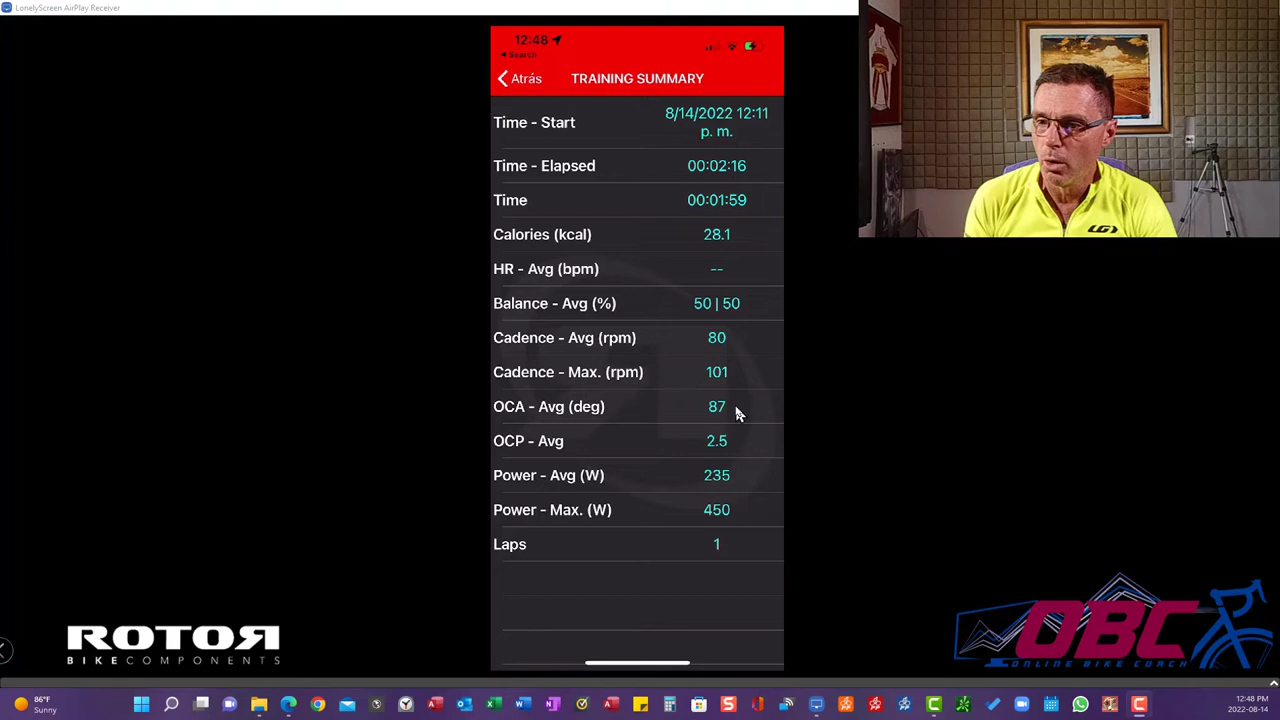 LonelyScreen AirPlay Receiver
12:48
Search
Atrás
TRAINING SUMMARY
Time - Start 8/14/2022 12:11
p. m.
Time - Elapsed 00:02:16
Time 00:01:59
Calories (kcal) 28.1
HR - Avg (bpm) --
Balance - Avg (%) 50 | 50
Cadence - Avg (rpm) 80
Cadence - Max. (rpm) 101
OCA - Avg (deg) 87
OCP - Avg 2.5
Power - Avg (W) 235
Power - Max. (W) 450
Laps 1
ROTOR
BIKE COMPONENTS
OBC
ONLINE BIKE COACH
86°F
Sunny
12:48 PM
2022-08-14